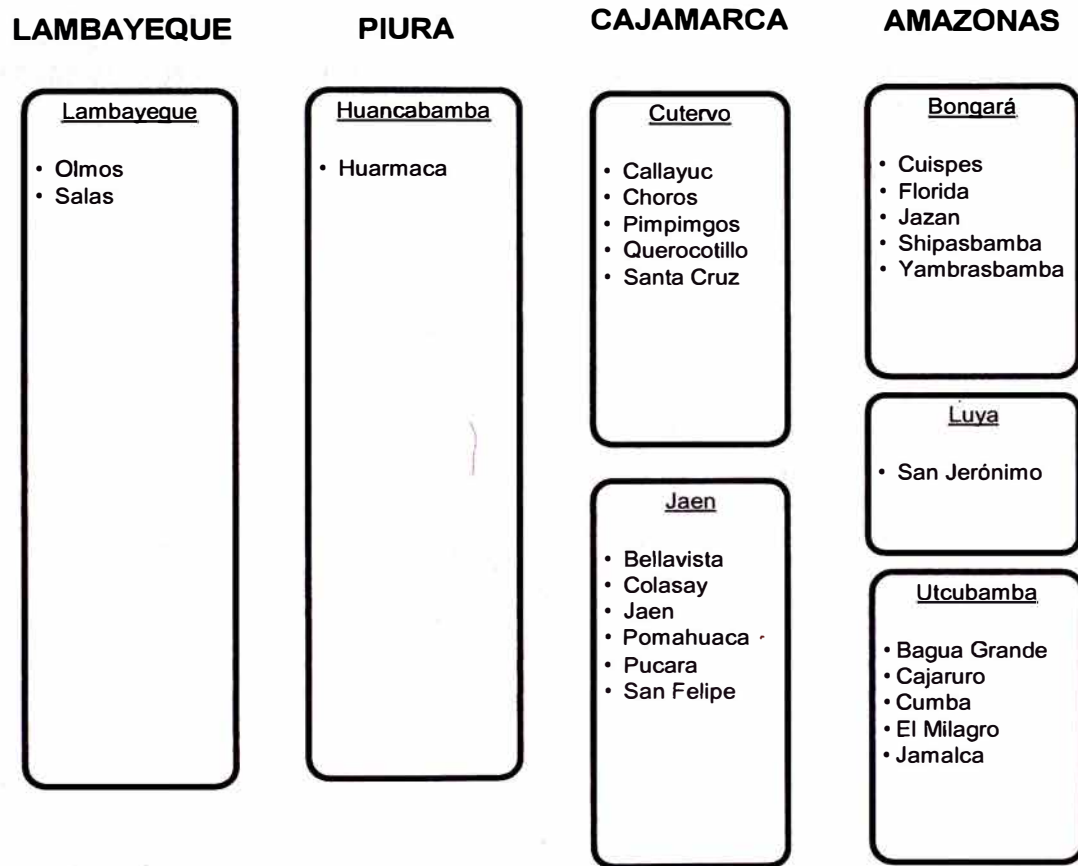 LAMBAYEQUE
PIURA
CAJAMARCA
AMAZONAS
Lambayeque
• Olmos
• Salas
Huancabamba
• Huarmaca
Cutervo
• Callayuc
• Choros
• Pimpimgos
• Querocotillo
• Santa Cruz
Jaen
• Bellavista
• Colasay
• Jaen
• Pomahuaca
• Pucara
• San Felipe
Bongará
• Cuispes
• Florida
• Jazan
• Shipasbamba
• Yambrasbamba
Luya
• San Jerónimo
Utcubamba
• Bagua Grande
• Cajaruro
• Cumba
• El Milagro
• Jamalca